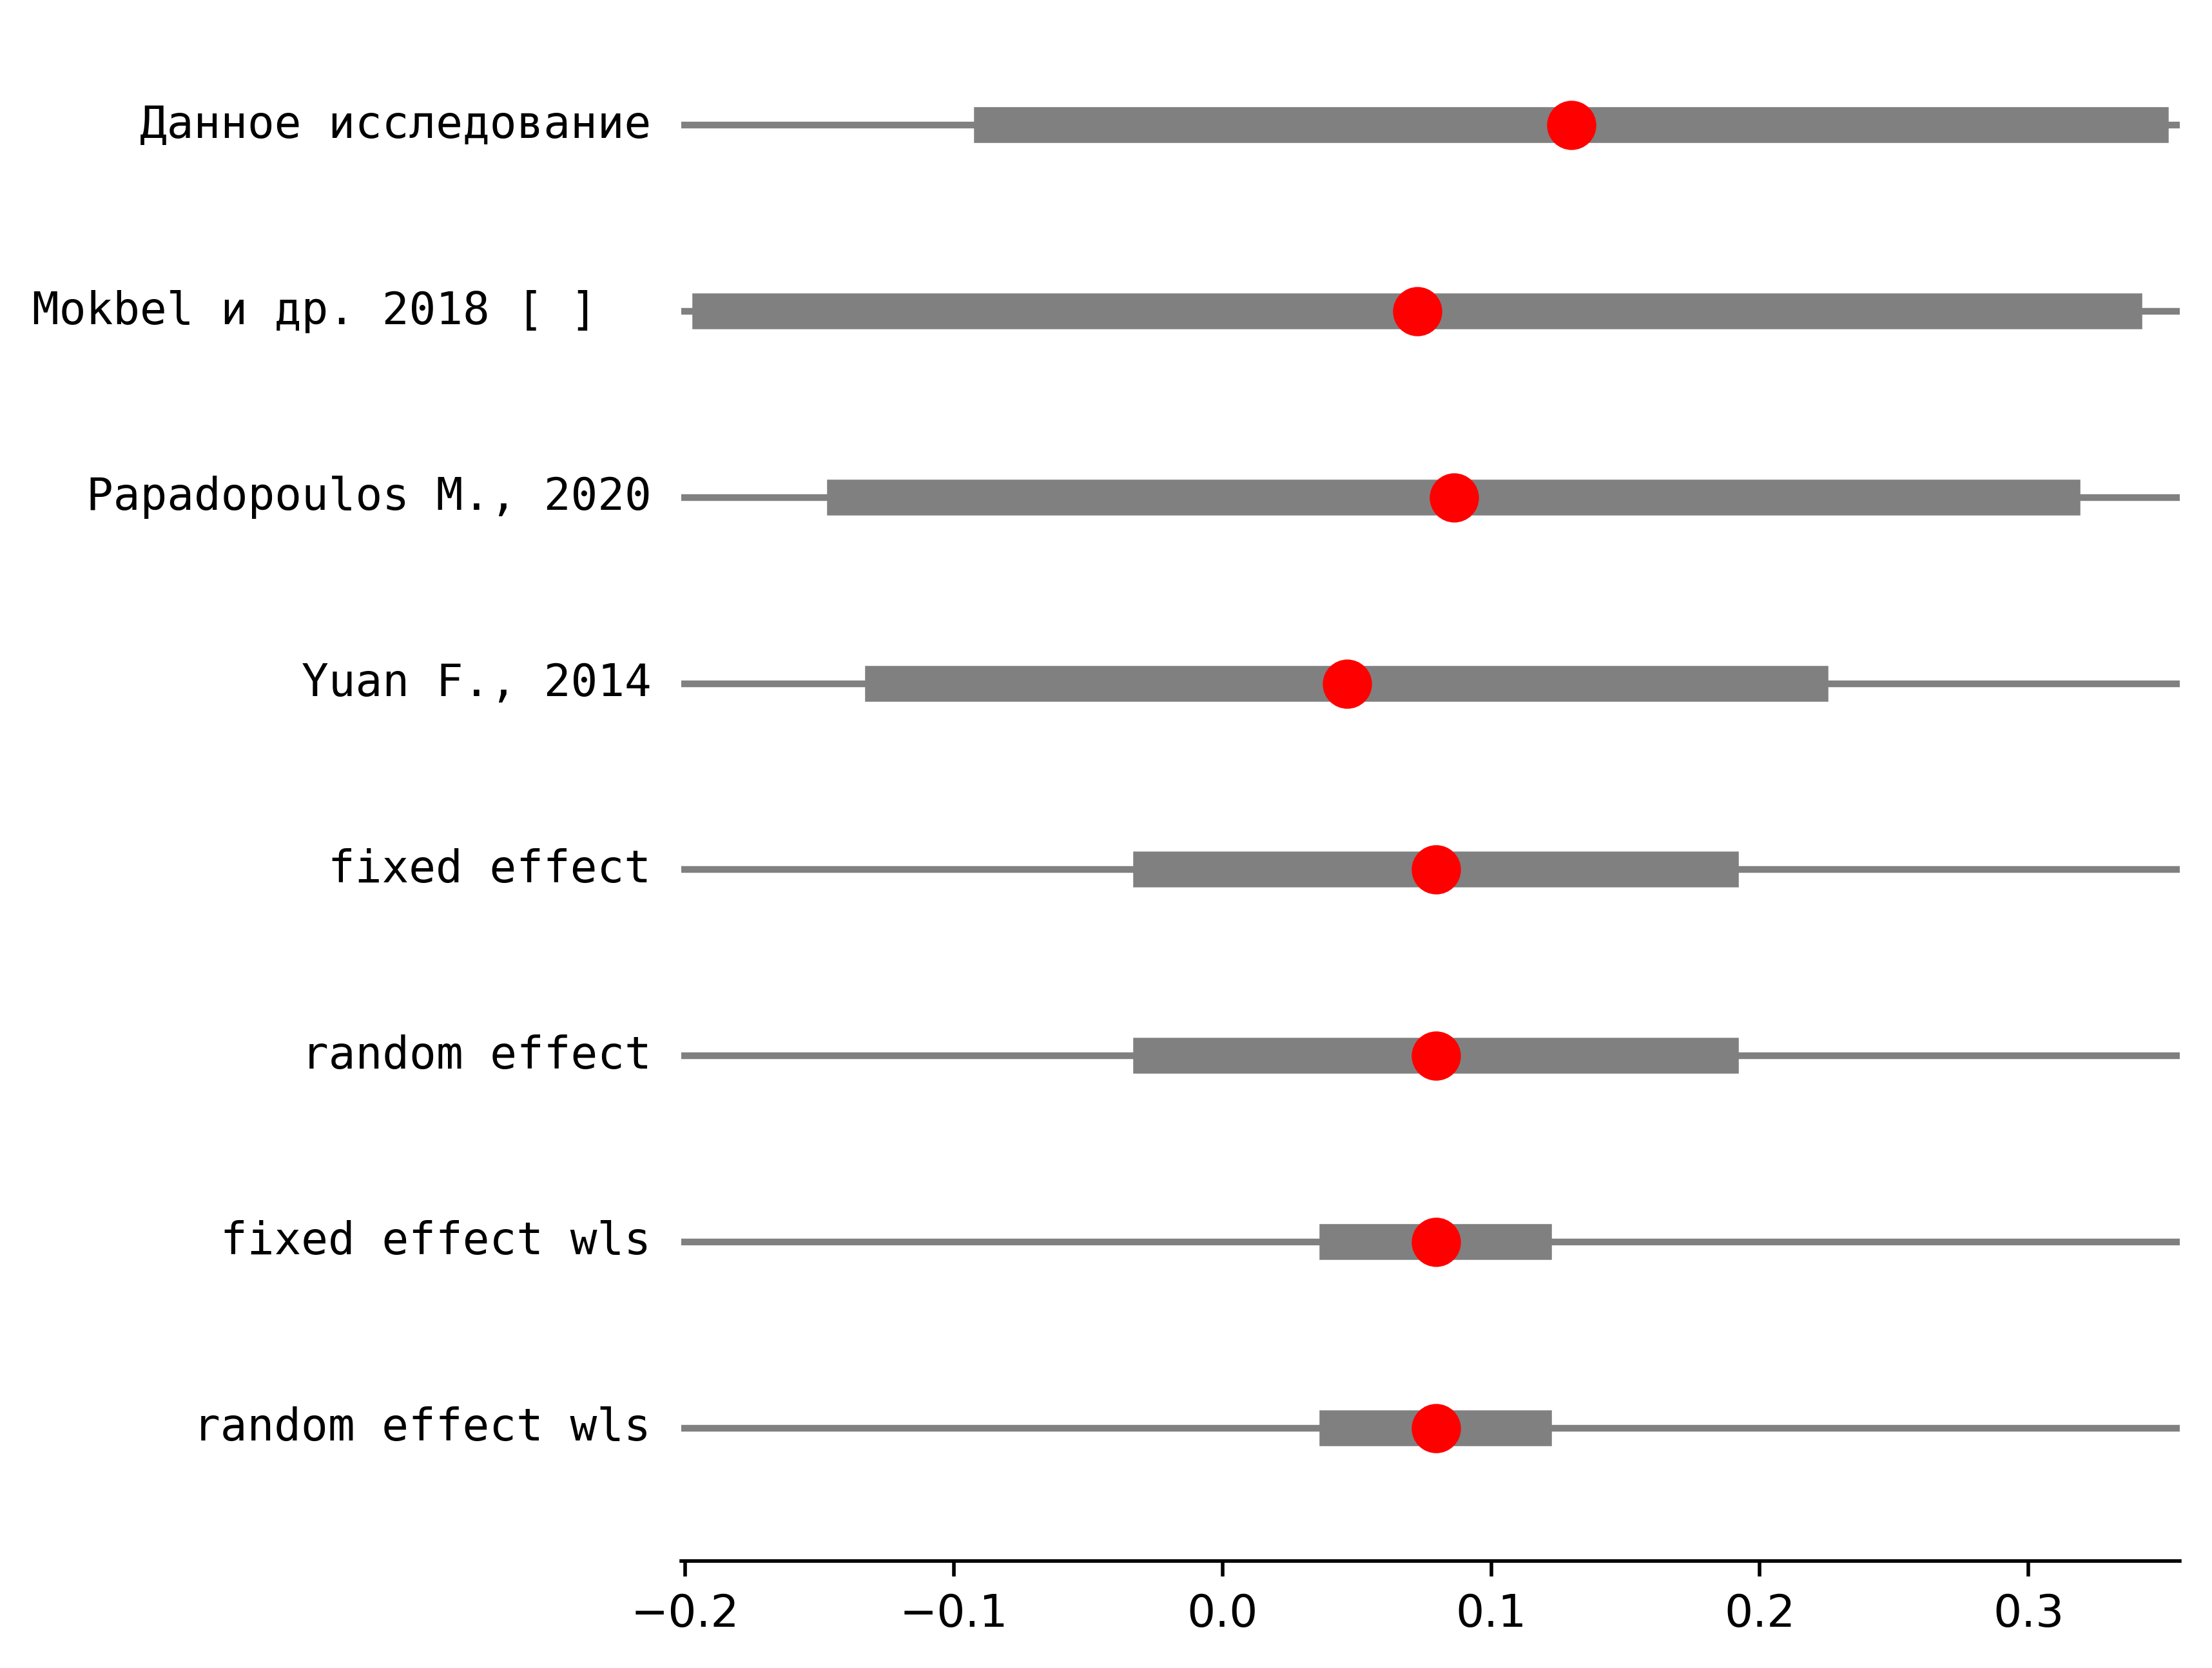 Данное исследование
Mokbel и др. 2018 [ ]
Papadopoulos M., 2020
Yuan F., 2014
fixed effect
random effect
fixed effect wls
random effect wls
−0.2 −0.1 0.0 0.1 0.2 0.3